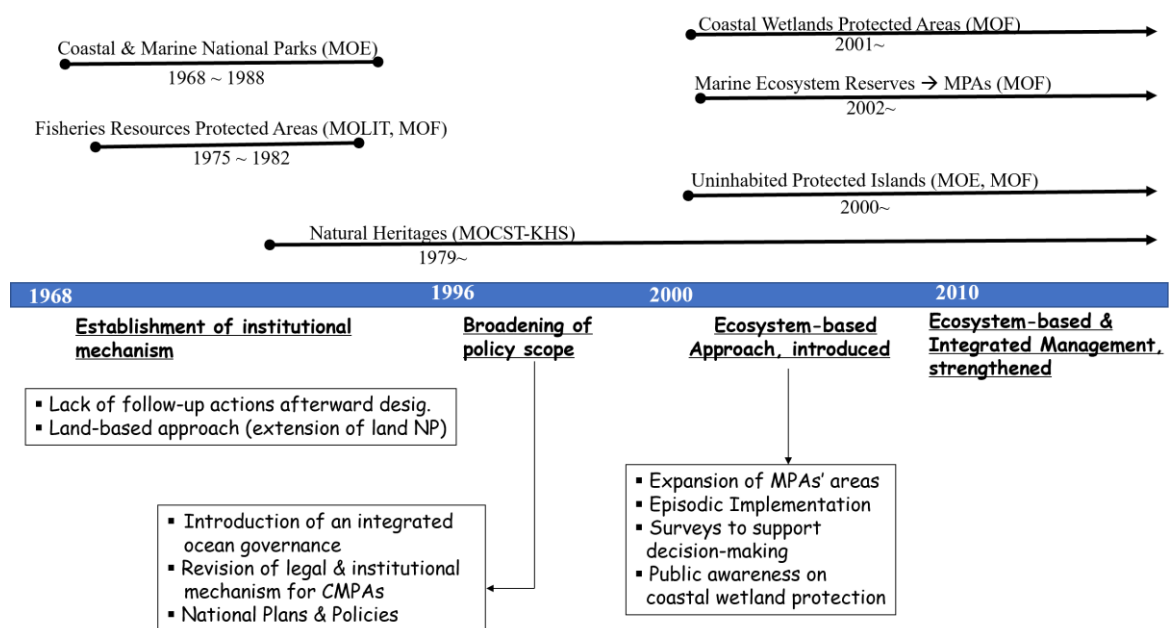 Coastal & Marine National Parks (MOE)
1968 ~ 1988
Fisheries Resources Protected Areas (MOLIT, MOF)
1975 ~ 1982
Coastal Wetlands Protected Areas (MOF)
2001~
Marine Ecosystem Reserves → MPAs (MOF)
2002~
Uninhabited Protected Islands (MOE, MOF)
2000~
Natural Heritages (MOCST-KHS)
1979~
1968
1996
2000
2010
Establishment of institutional
mechanism
Broadening of
policy scope
Ecosystem-based
Approach, introduced
Ecosystem-based &
Integrated Management,
strengthened
▪ Lack of follow-up actions afterward desig.
▪ Land-based approach (extension of land NP)
▪ Introduction of an integrated
ocean governance
▪ Revision of legal & institutional
mechanism for CMPAs
▪ National Plans & Policies
▪ Expansion of MPAs' areas
▪ Episodic Implementation
▪ Surveys to support
decision-making
▪ Public awareness on
coastal wetland protection